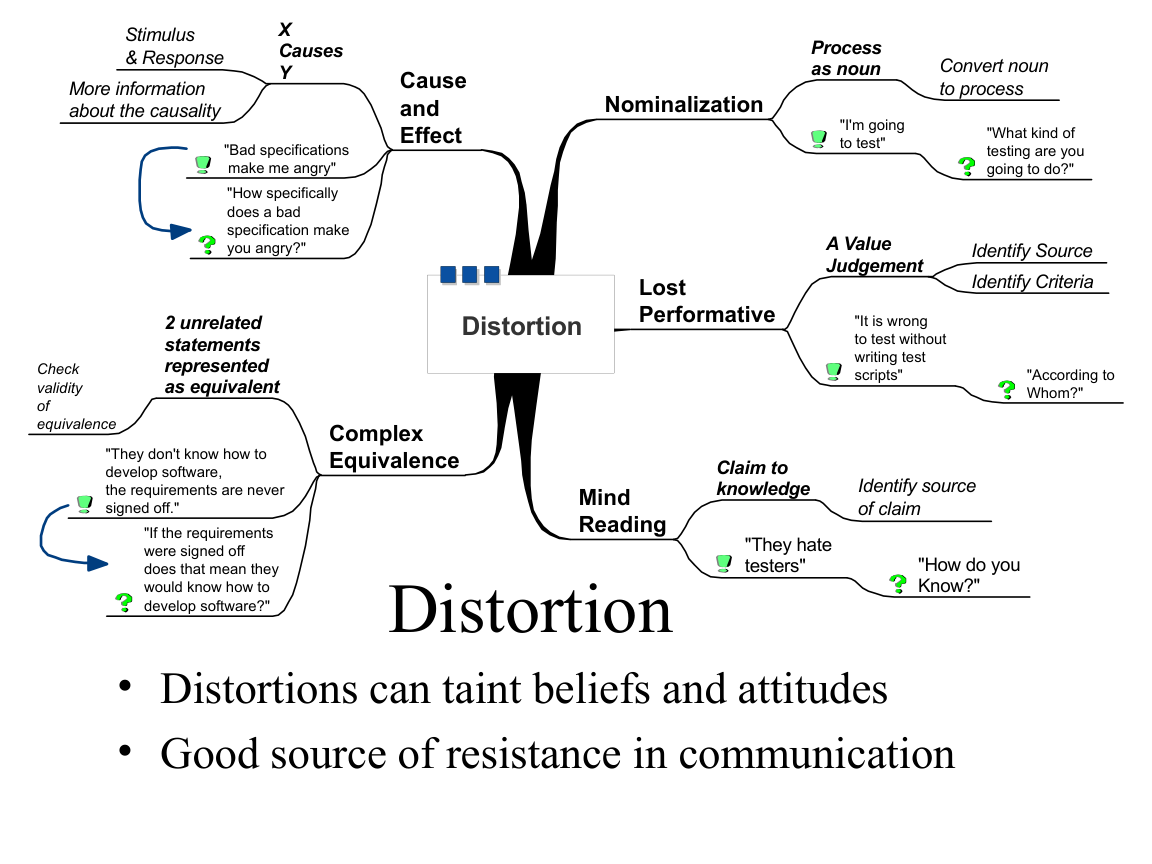 Stimulus
& Response
More information
about the causality
X
Causes
Y
Cause
and
Effect
"Bad specifications
make me angry"
"How specifically
does a bad
specification make
you angry?"
Nominalization
Process
as noun
Convert noun
to process
"I'm going
to test"
"What kind of
testing are you
going to do?"
Distortion
Lost
Performative
A Value
Judgement
Identify Source
Identify Criteria
"It is wrong
to test without
writing test
scripts"
"According to
Whom?"
2 unrelated
statements
represented
as equivalent
Check
validity
of
equivalence
Complex
Equivalence
"They don't know how to
develop software,
the requirements are never
signed off."
"If the requirements
were signed off
does that mean they
would know how to
develop software?"
Mind
Reading
Claim to
knowledge
Identify source
of claim
"They hate
testers"
"How do you
Know?"
Distortion
• Distortions can taint beliefs and attitudes
• Good source of resistance in communication